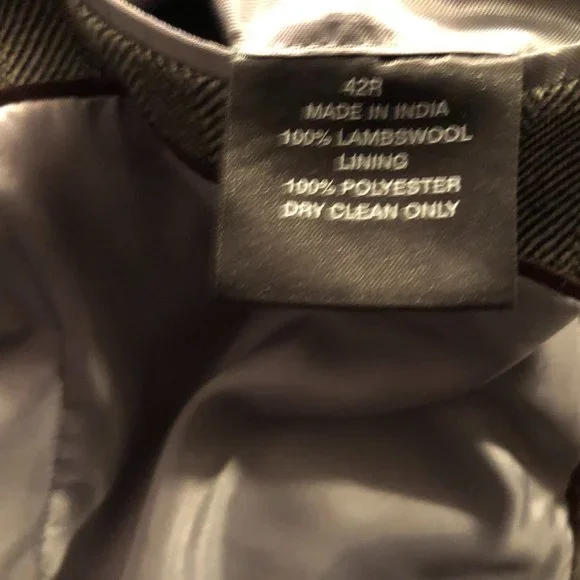 42R
MADE IN INDIA
100% LAMBSWOOL
LINING
100% POLYESTER
DRY CLEAN ONLY